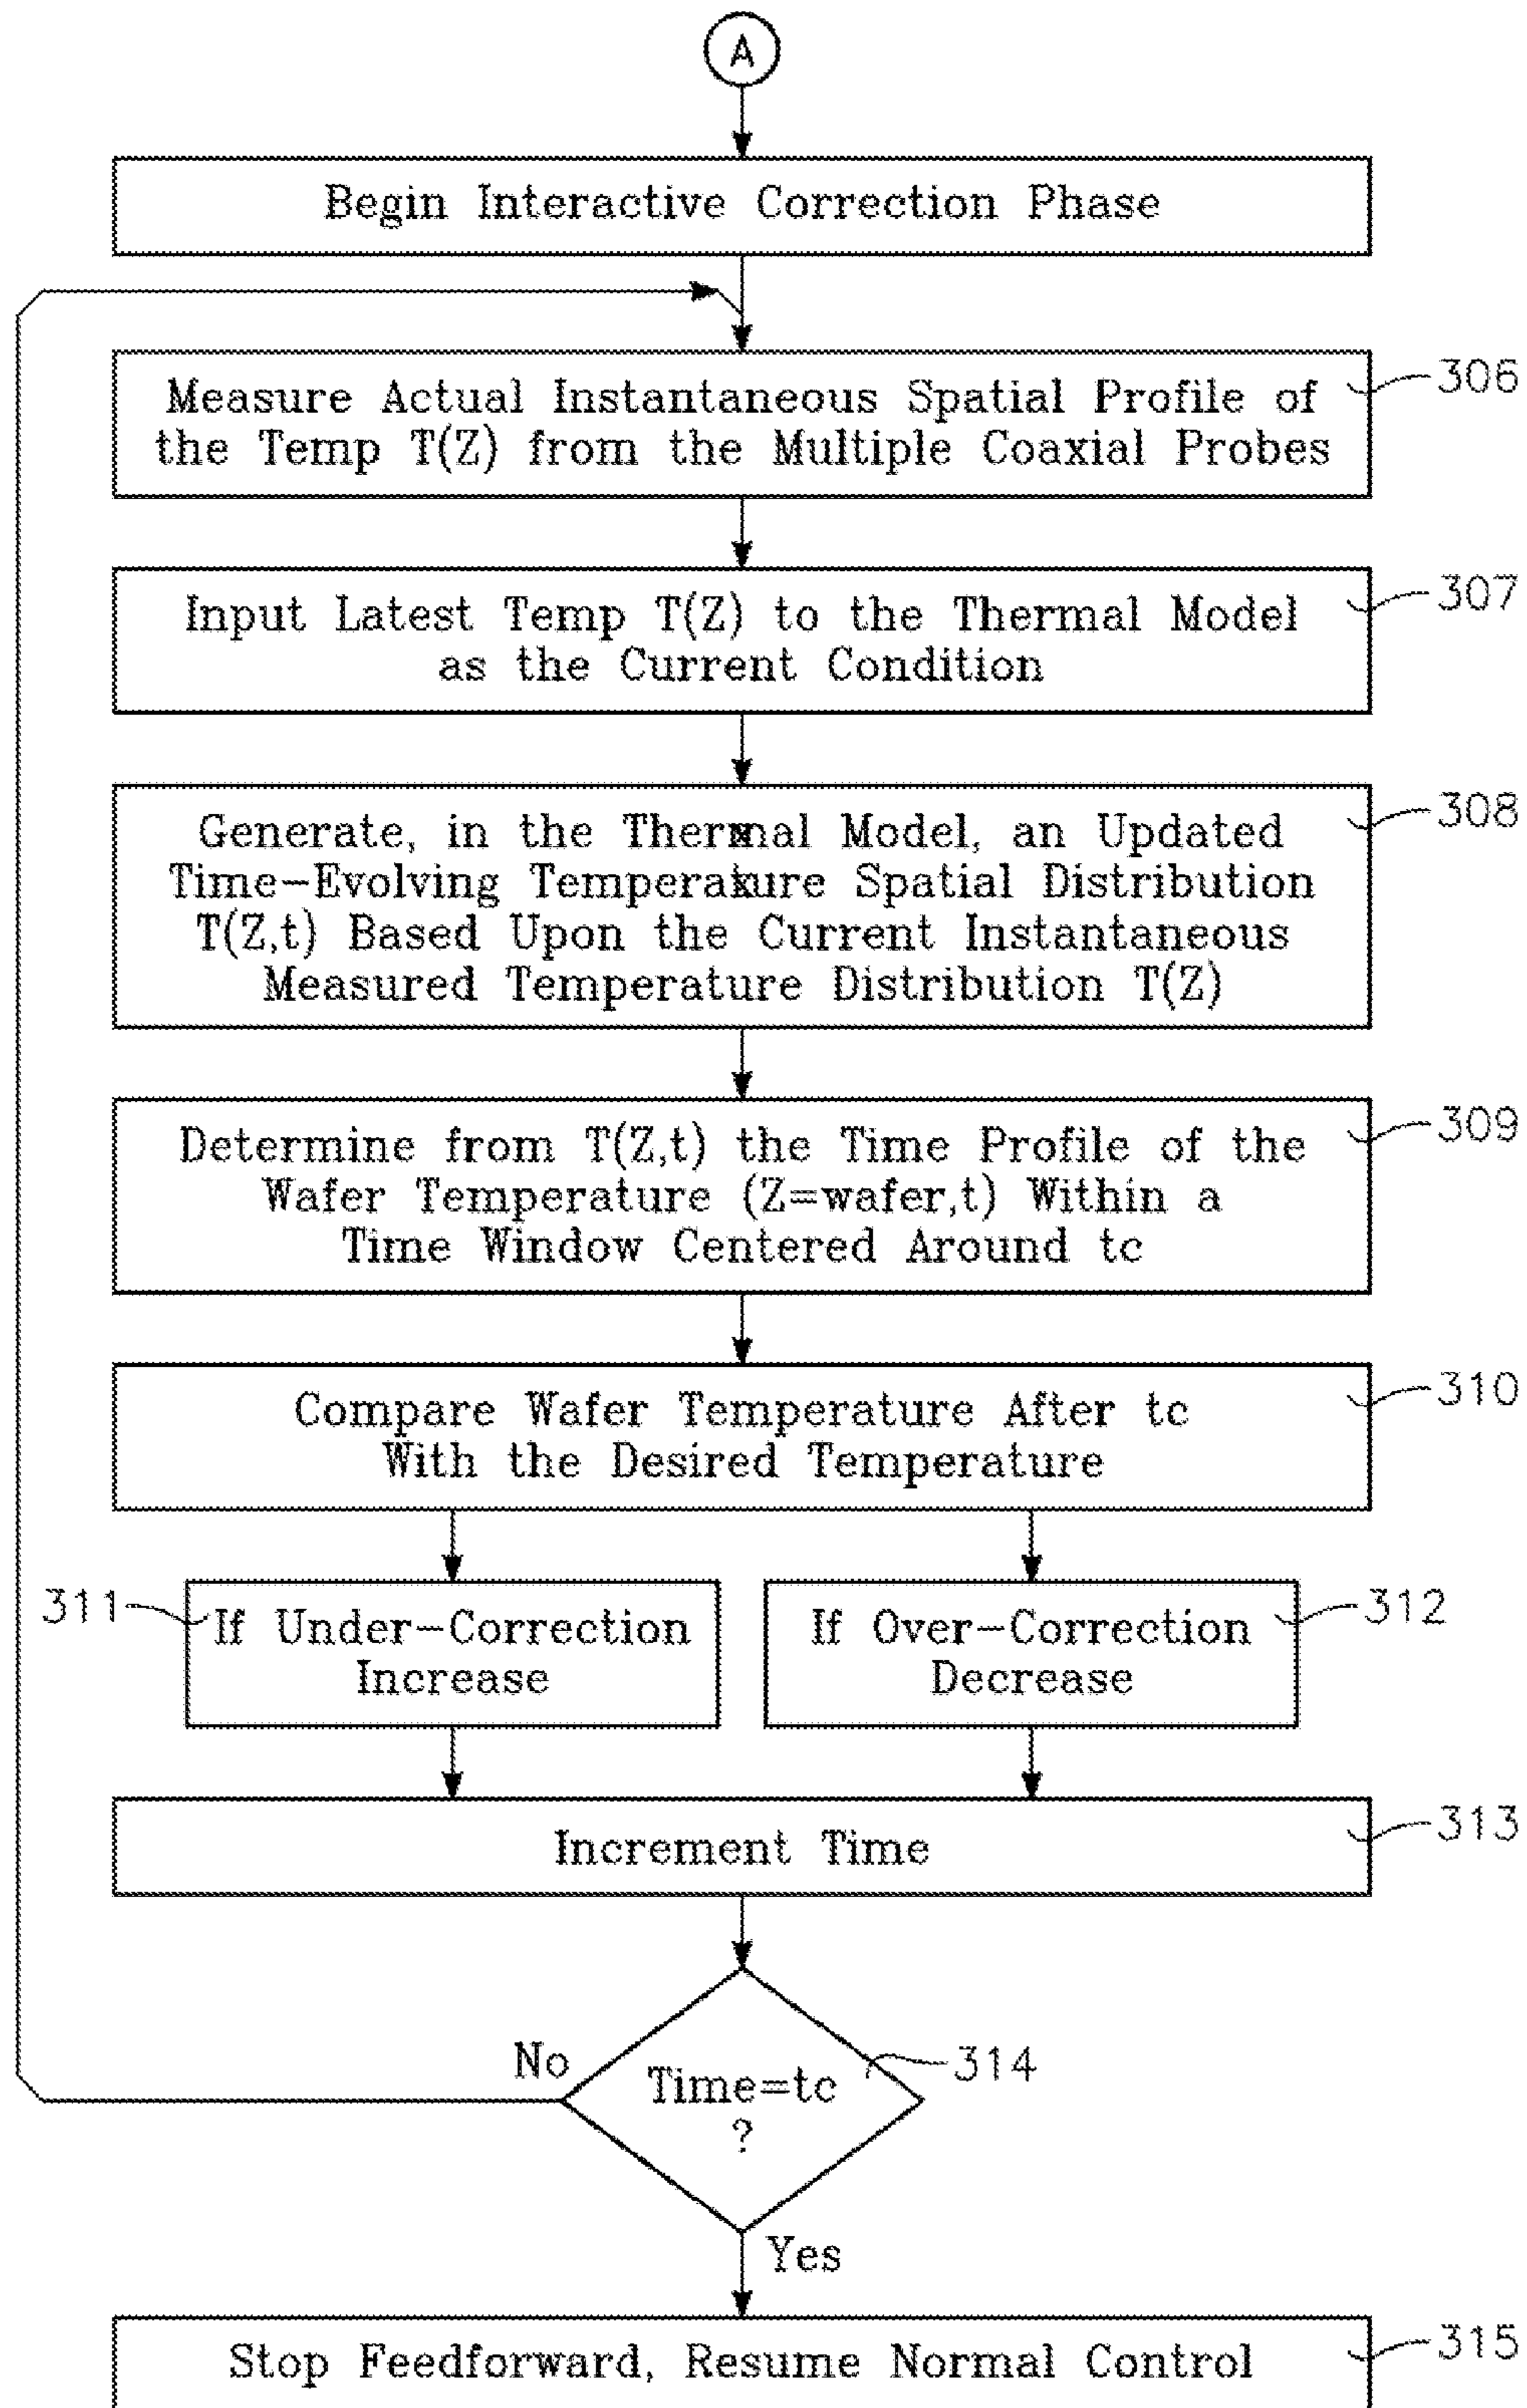 A
Begin Interactive Correction Phase
Measure Actual Instantaneous Spatial Profile of
the Temp T(Z) from the Multiple Coaxial Probes
306
Input Latest Temp T(Z) to the Thermal Model
as the Current Condition
307
Generate, in the Thermal Model, an Updated
Time-Evolving Temperature Spatial Distribution
T(Z,t) Based Upon the Current Instantaneous
Measured Temperature Distribution T(Z)
308
Determine from T(Z,t) the Time Profile of the
Wafer Temperature (Z=wafer,t) Within a
Time Window Centered Around tc
309
Compare Wafer Temperature After tc
With the Desired Temperature
310
311
If Under-Correction
Increase
If Over-Correction
Decrease
312
Increment Time
313
No
Time=tc
?
314
Yes
Stop Feedforward, Resume Normal Control
315